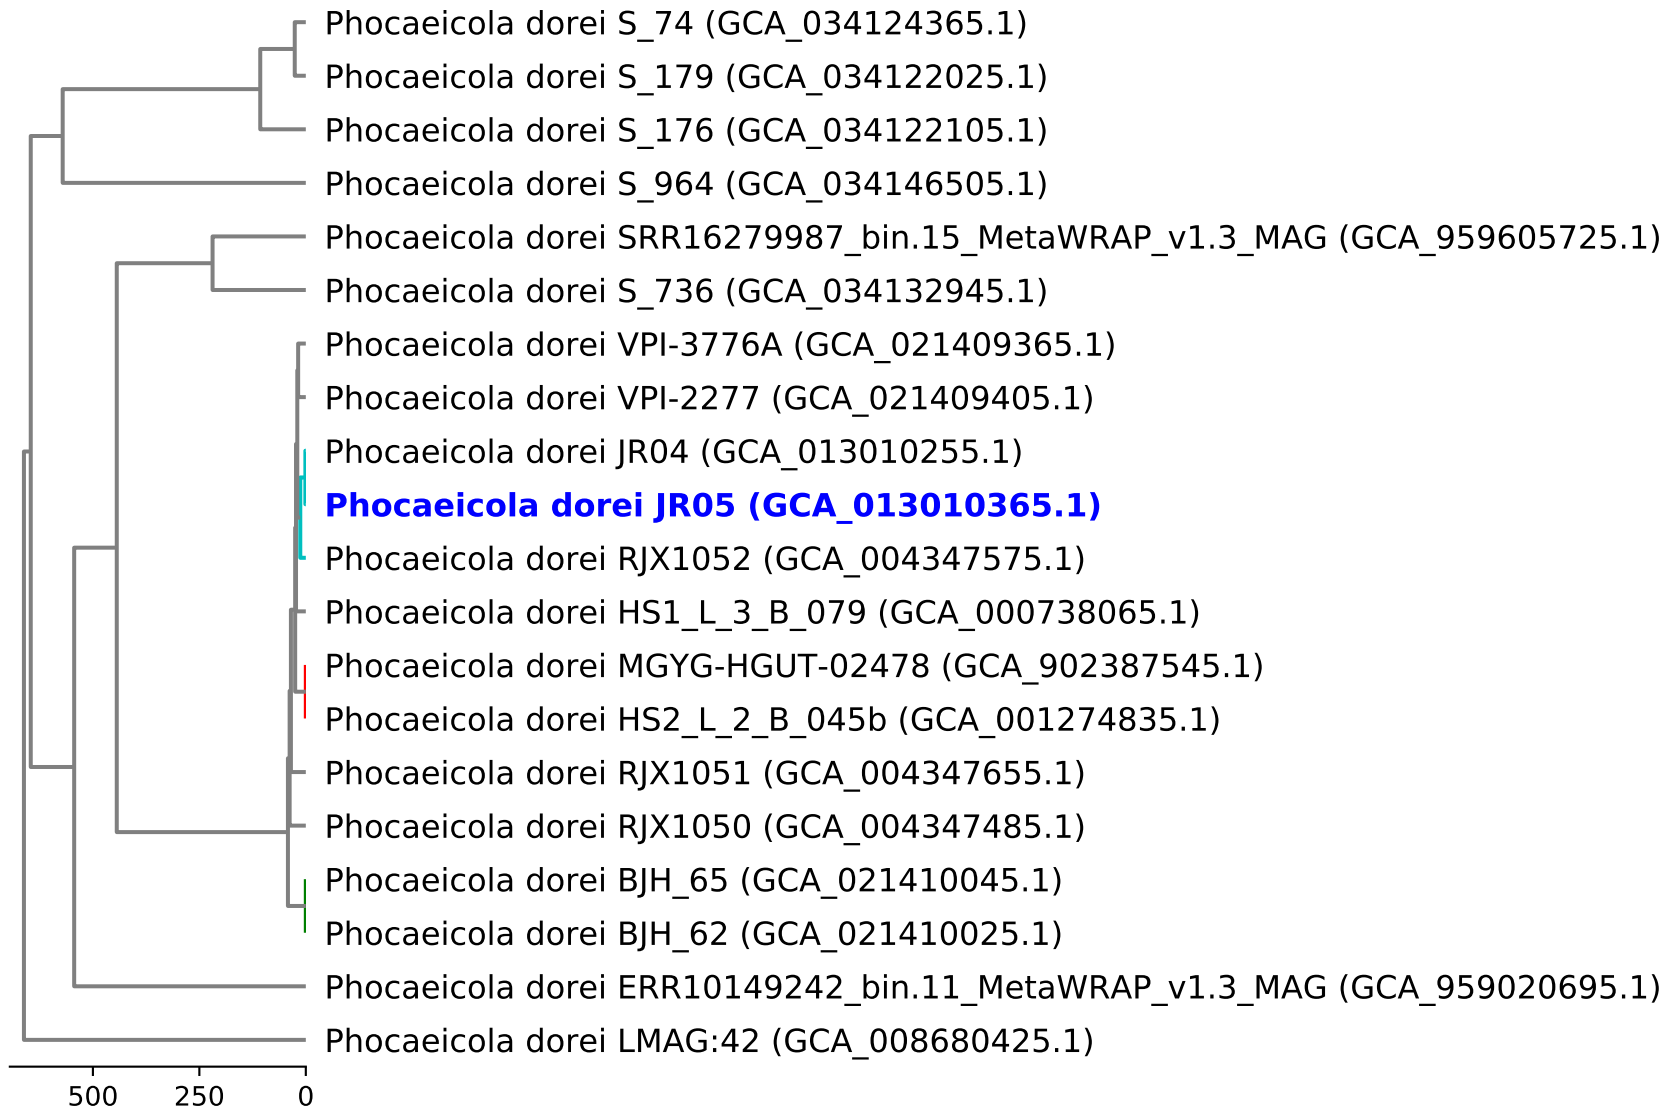 Phocaeicola dorei S_74 (GCA_034124365.1)
Phocaeicola dorei S_179 (GCA_034122025.1)
Phocaeicola dorei S_176 (GCA_034122105.1)
Phocaeicola dorei S_964 (GCA_034146505.1)
Phocaeicola dorei SRR16279987_bin.15_MetaWRAP_v1.3_MAG (GCA_959605725.1)
Phocaeicola dorei S_736 (GCA_034132945.1)
Phocaeicola dorei VPI-3776A (GCA_021409365.1)
Phocaeicola dorei VPI-2277 (GCA_021409405.1)
Phocaeicola dorei JR04 (GCA_013010255.1)
Phocaeicola dorei JR05 (GCA_013010365.1)
Phocaeicola dorei RJX1052 (GCA_004347575.1)
Phocaeicola dorei HS1_L_3_B_079 (GCA_000738065.1)
Phocaeicola dorei MGYG-HGUT-02478 (GCA_902387545.1)
Phocaeicola dorei HS2_L_2_B_045b (GCA_001274835.1)
Phocaeicola dorei RJX1051 (GCA_004347655.1)
Phocaeicola dorei RJX1050 (GCA_004347485.1)
Phocaeicola dorei BJH_65 (GCA_021410045.1)
Phocaeicola dorei BJH_62 (GCA_021410025.1)
Phocaeicola dorei ERR10149242_bin.11_MetaWRAP_v1.3_MAG (GCA_959020695.1)
Phocaeicola dorei LMAG:42 (GCA_008680425.1)
500 250 0